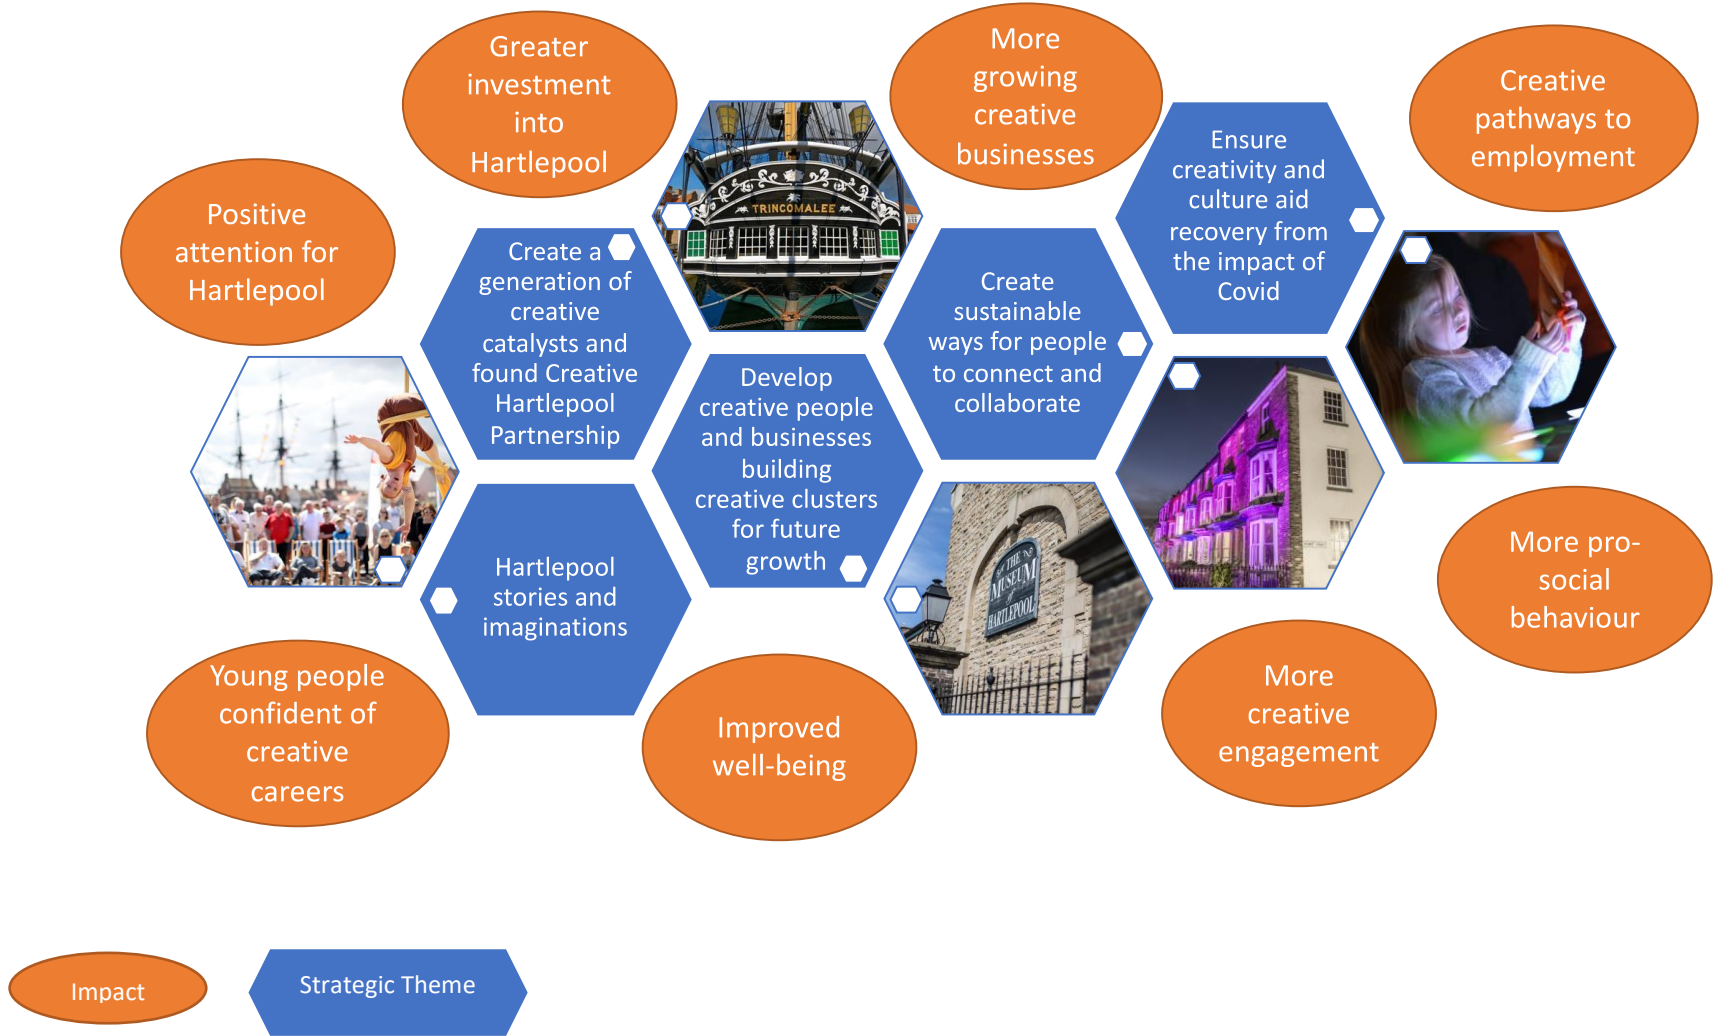 Greater
investment
into
Hartlepool
More
growing
creative
businesses
Creative
pathways to
employment
Positive
attention for
Hartlepool
TRINCOMALEE
Ensure
creativity and
culture aid
recovery from
the impact of
Covid
Create a
generation of
creative
catalysts and
found Creative
Hartlepool
Partnership
Create
sustainable
ways for people
to connect and
collaborate
Develop
creative people
and businesses
building
creative clusters
for future
growth
Hartlepool
stories and
imaginations
THE
MUSEUM
of
HARTLEPOOL
More pro-
social
behaviour
Young people
confident of
creative
careers
Improved
well-being
More
creative
engagement
Impact
Strategic Theme